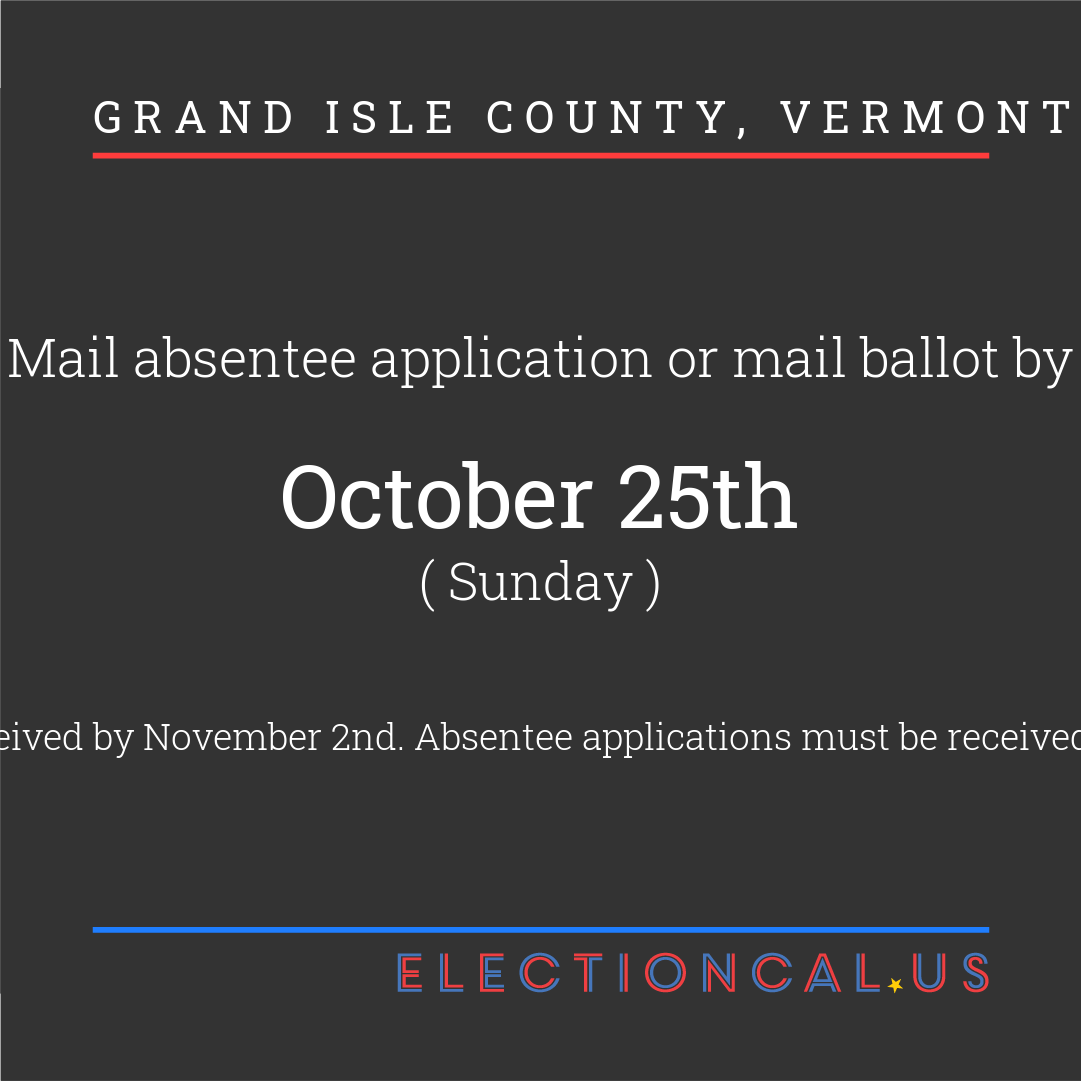 GRAND ISLE COUNTY, VERMONT
Mail absentee application or mail ballot by
October 25th
( Sunday )
eived by November 2nd. Absentee applications must be received
ELECTIONCAL.US